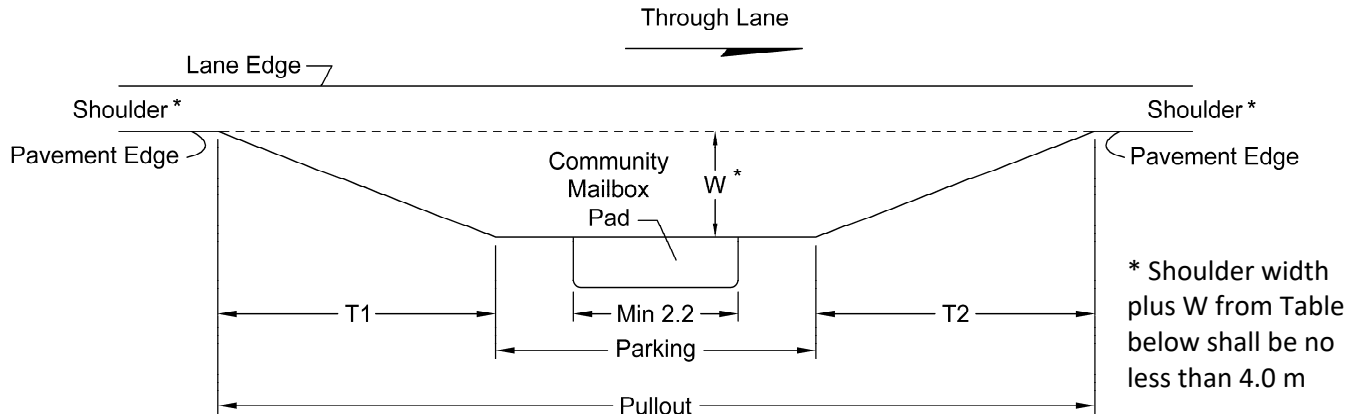 Through Lane
Lane Edge
Shoulder *
Shoulder *
Pavement Edge
Pavement Edge
Community
Mailbox
Pad
W *
* Shoulder width
plus W from Table
below shall be no
less than 4.0 m
T1
Min 2.2
T2
Parking
Pullout